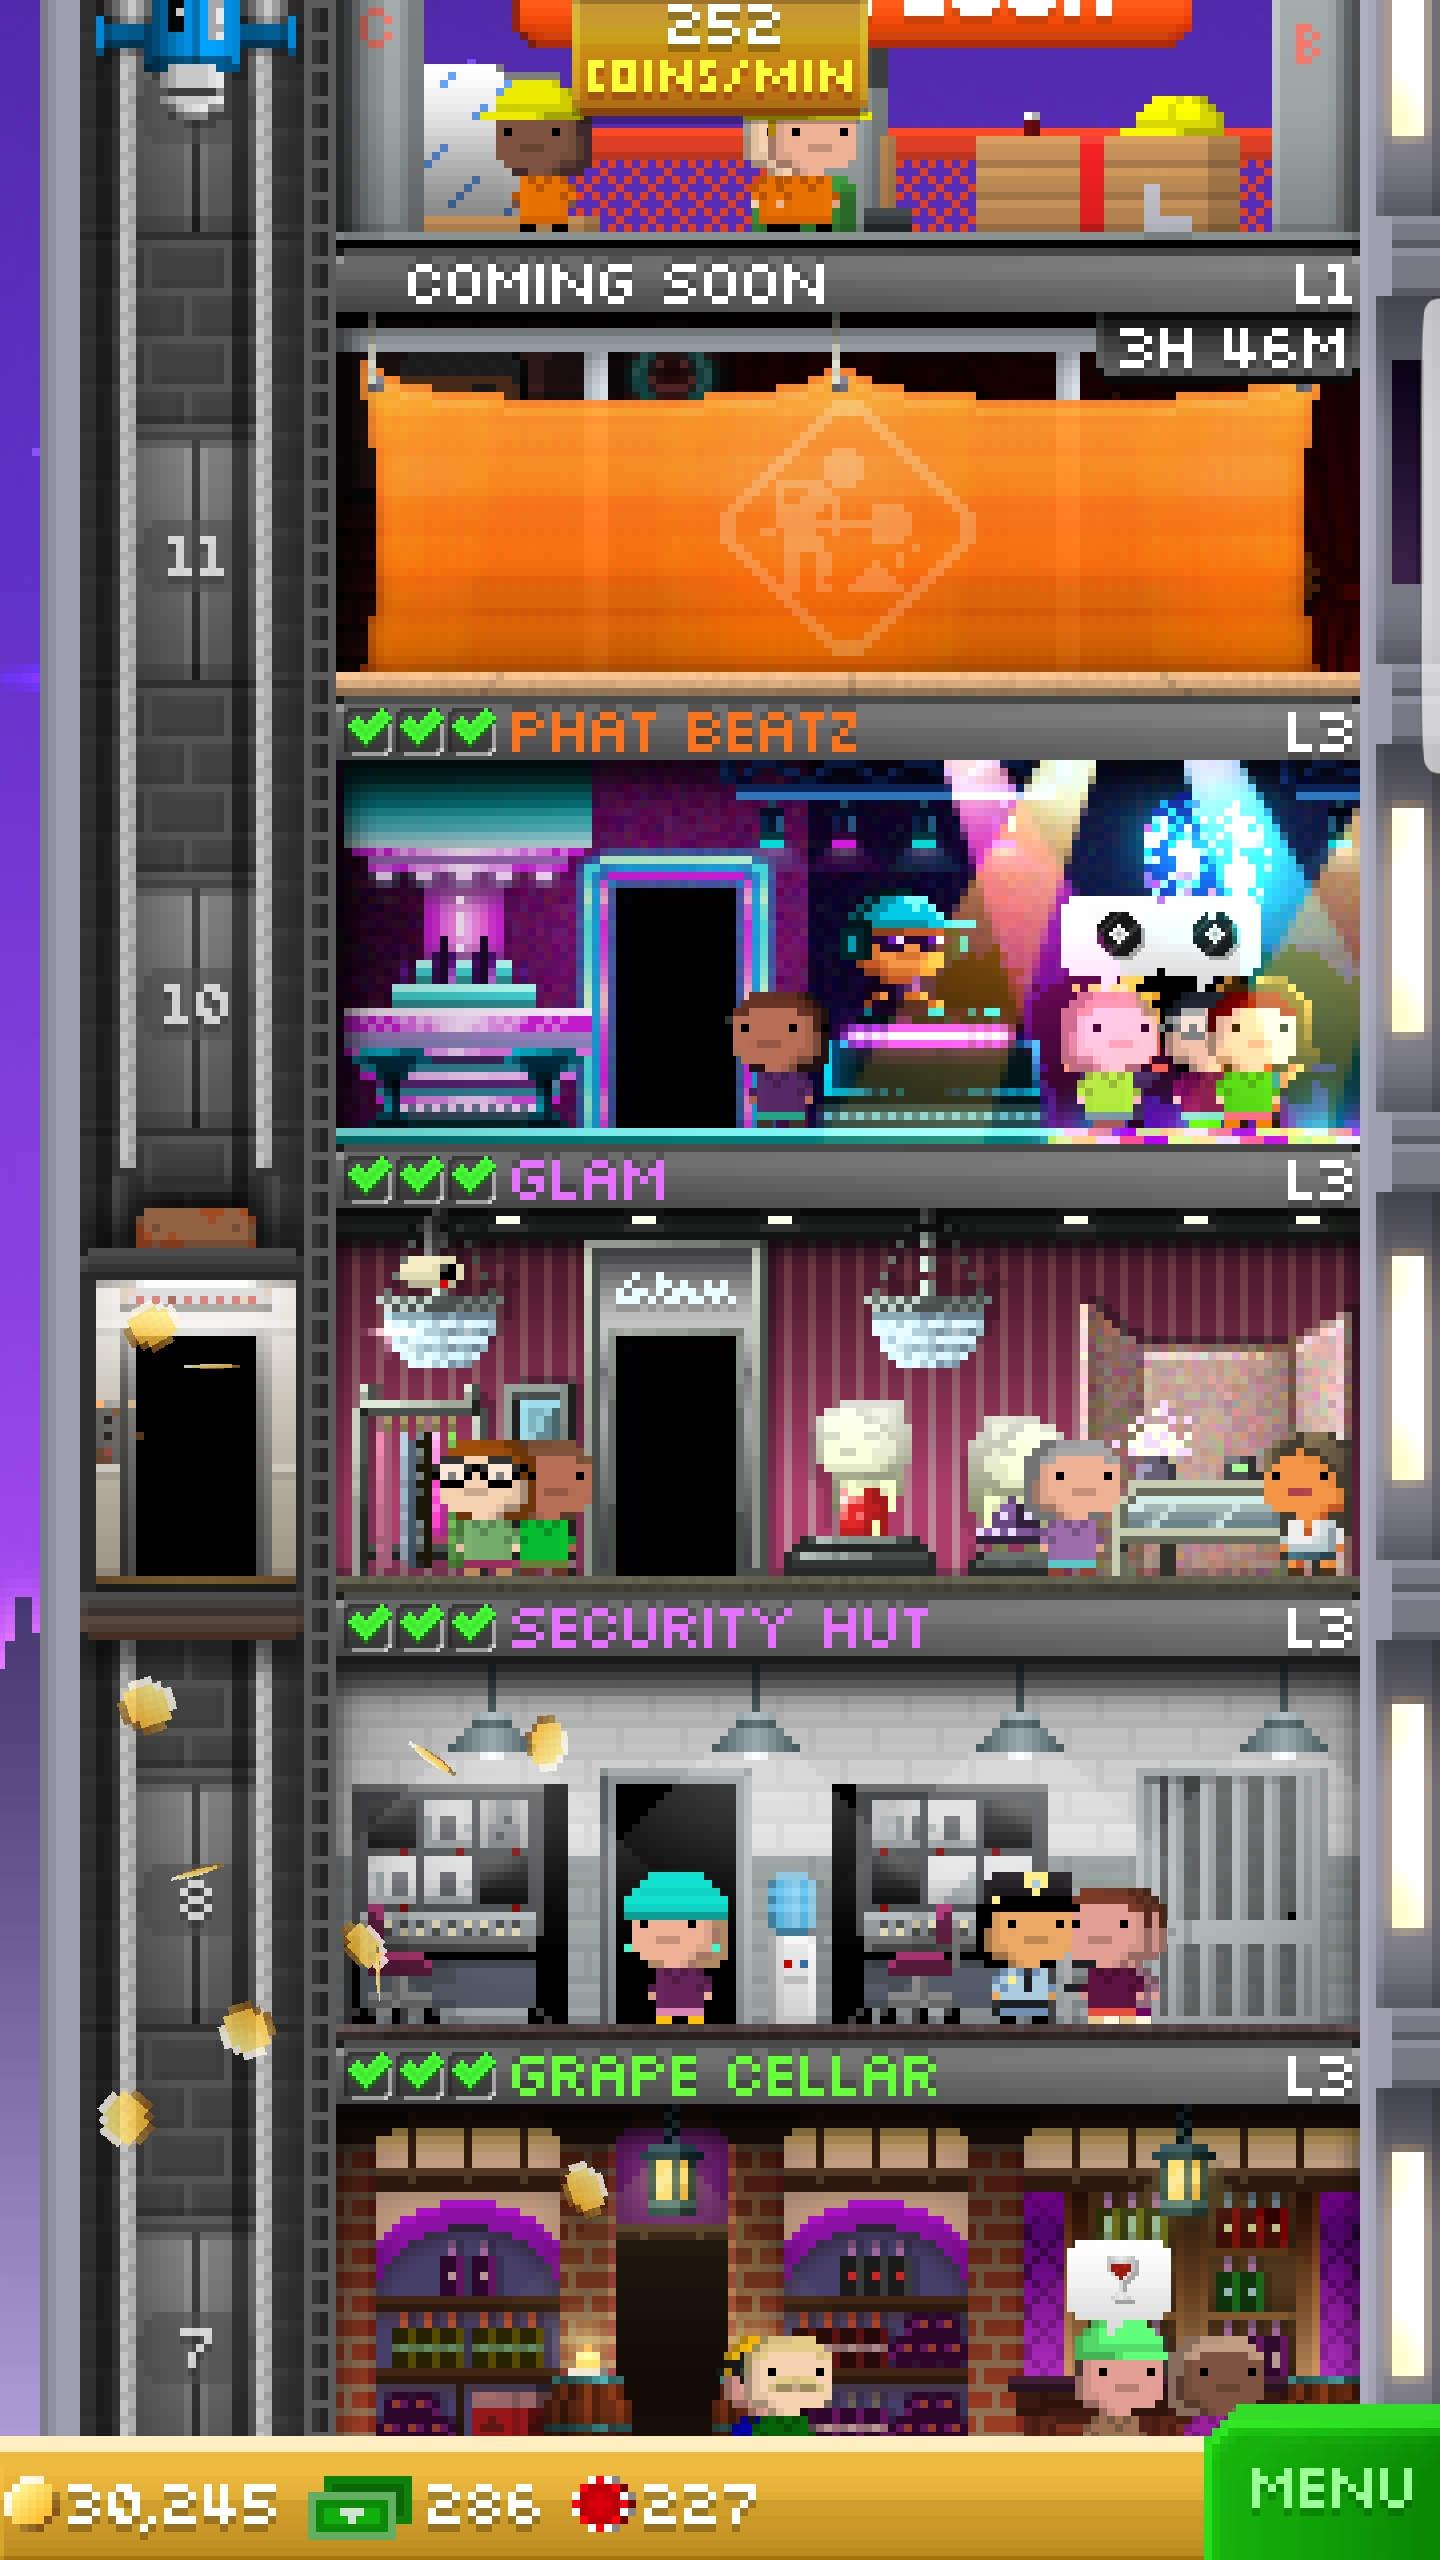 C
252
COINS/MIN
B
COMING SOON L1
3H 46M
11
PHAT BEATZ L3
10
GLAM L3
Glam
SECURITY HUT L3
8
GRAPE CELLAR L3
7
30,245 286 227
MENU